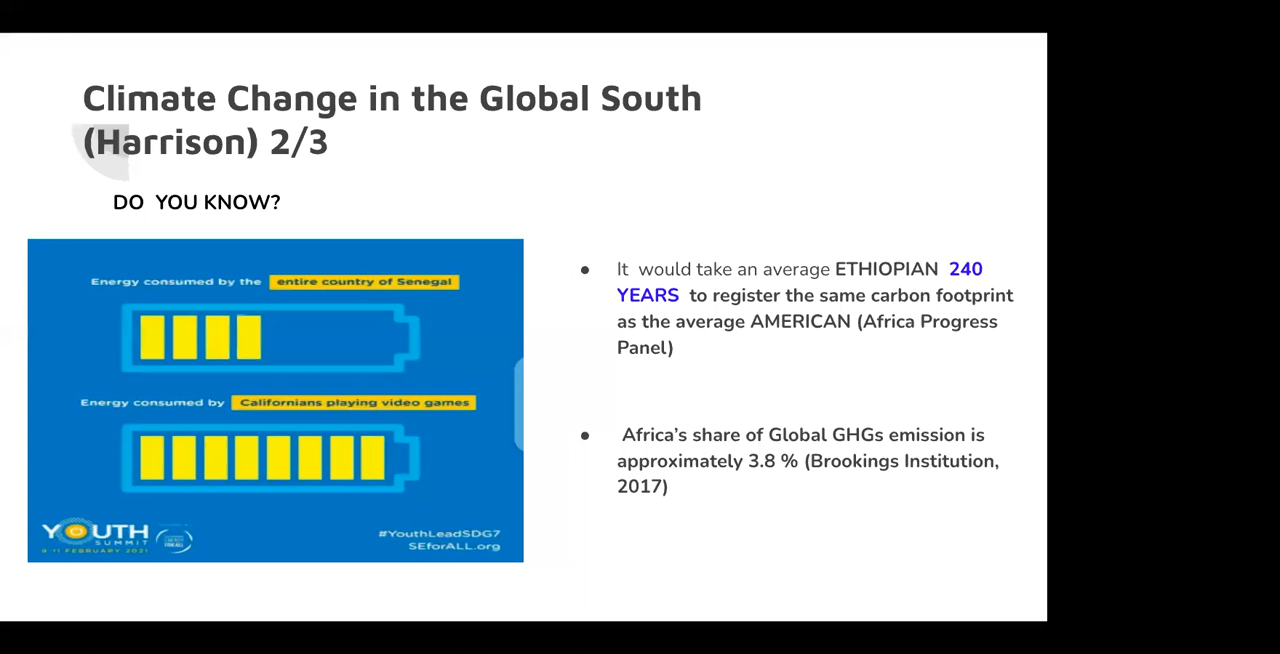 Climate Change in the Global South
(Harrison) 2/3
DO YOU KNOW?
Energy consumed by the entire country of Senegal
Energy consumed by Californians playing video games
YOUTH
SUMMIT
9-11 FEBRUARY 2021
#YouthLeadSDG7
SEforALL.org
● It would take an average ETHIOPIAN 240
YEARS to register the same carbon footprint
as the average AMERICAN (Africa Progress
Panel)
● Africa’s share of Global GHGs emission is
approximately 3.8 % (Brookings Institution,
2017)